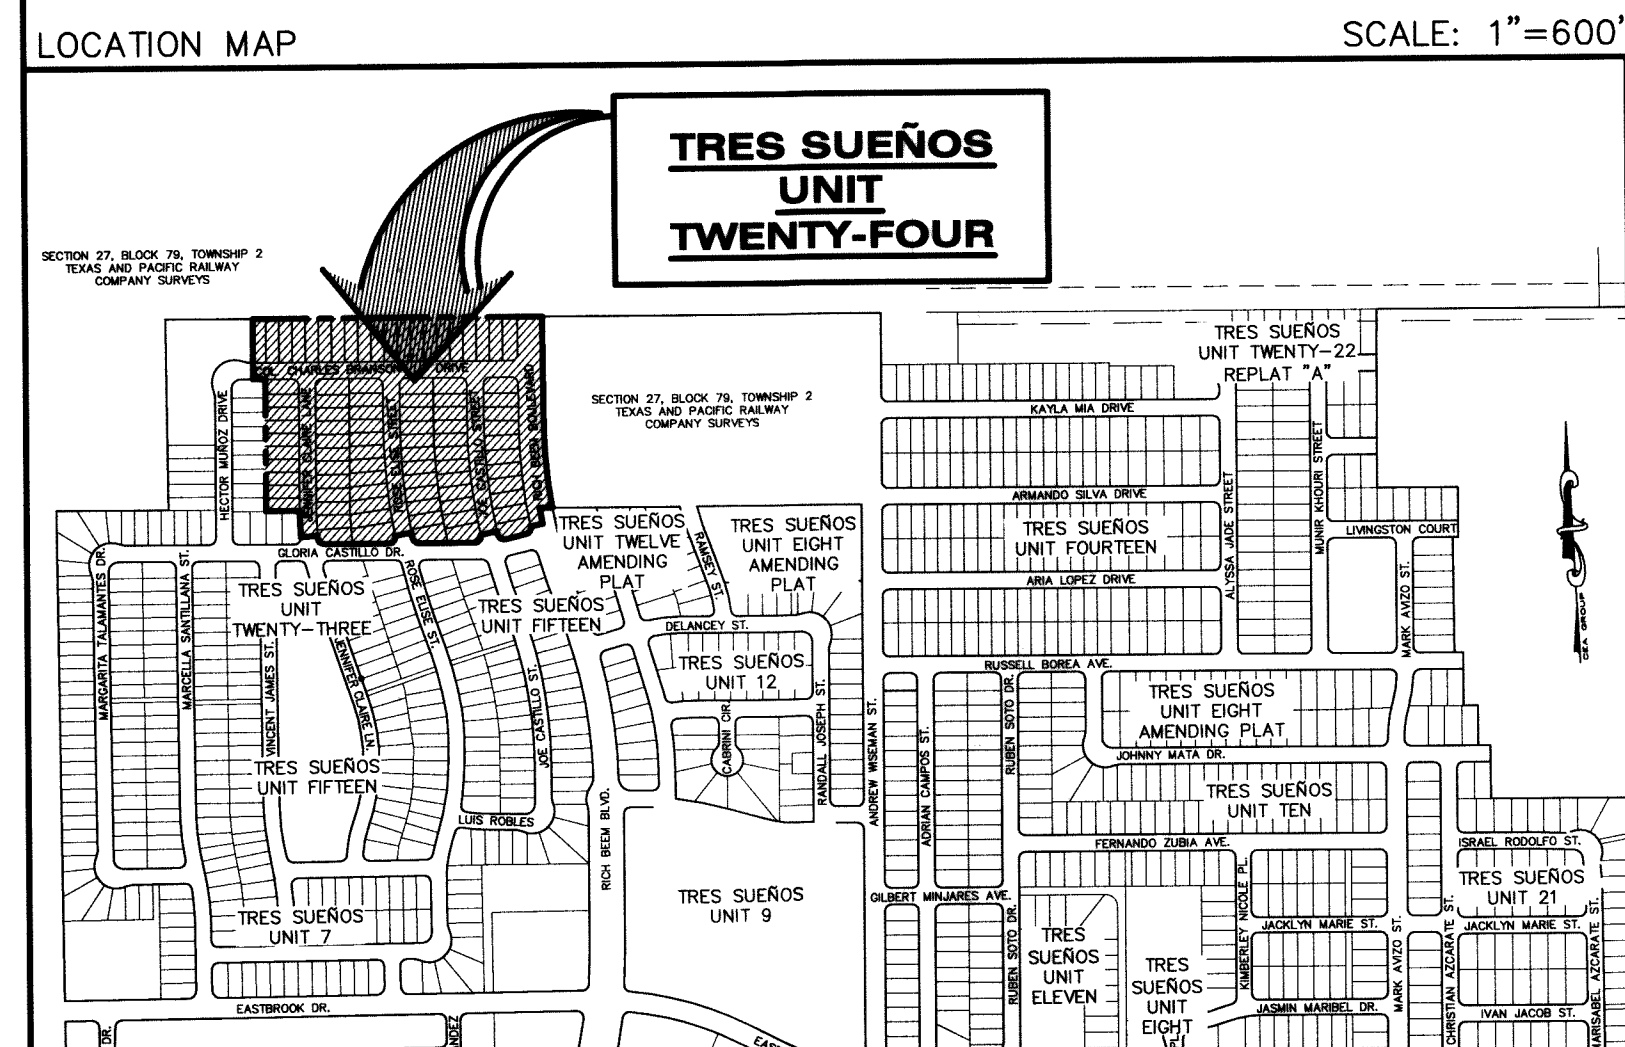 LOCATION MAP
SCALE: 1"=600'
TRES SUEÑOS
UNIT
TWENTY-FOUR
SECTION 27, BLOCK 79, TOWNSHIP 2
TEXAS AND PACIFIC RAILWAY
COMPANY SURVEYS
COL. CHARLES BRANSON DRIVE
HECTOR MUÑOZ DRIVE
JENNIFER CLAIRE LANE
ROSE ELISE STREET
JOE CASTILLO STREET
RICH BEEM BOULEVARD
SECTION 27, BLOCK 79, TOWNSHIP 2
TEXAS AND PACIFIC RAILWAY
COMPANY SURVEYS
TRES SUEÑOS
UNIT TWENTY-22
REPLAT "A"
KAYLA MIA DRIVE
ARMANDO SILVA DRIVE
TRES SUEÑOS
UNIT FOURTEEN
ARIA LOPEZ DRIVE
ALYSSA JADE STREET
MUNIR KHOURI STREET
LIVINGSTON COURT
MARK AVIZO ST.
CEA GROUP
GLORIA CASTILLO DR.
TRES SUEÑOS
UNIT TWELVE
AMENDING
PLAT
RAMSEY ST.
TRES SUEÑOS
UNIT EIGHT
AMENDING
PLAT
MARGARITA TALAMANTES DR.
MARCELLA SANTILLANA ST.
TRES SUEÑOS
UNIT
TWENTY-THREE
VINCENT JAMES ST.
JENNIFER CLAIRE LN.
ROSE ELISE ST.
TRES SUEÑOS
UNIT FIFTEEN
DELANCEY ST.
TRES SUEÑOS
UNIT 12
CABRINI CIR.
RANDALL JOSEPH ST.
JOE CASTILLO ST.
TRES SUEÑOS
UNIT FIFTEEN
LUIS ROBLES
RICH BEEM BLVD.
ANDREW WISEMAN ST.
ADRIAN CAMPOS ST.
RUBEN SOTO DR.
RUSSELL BOREA AVE.
TRES SUEÑOS
UNIT EIGHT
AMENDING PLAT
JOHNNY MATA DR.
TRES SUEÑOS
UNIT TEN
FERNANDO ZUBIA AVE.
ISRAEL RODOLFO ST.
TRES SUEÑOS
UNIT 21
TRES SUEÑOS
UNIT 9
TRES SUEÑOS
UNIT 7
GILBERT MINJARES AVE.
RUBEN SOTO DR.
TRES
SUEÑOS
UNIT
ELEVEN
TRES
SUEÑOS
UNIT
EIGHT
KIMBERLEY NICOLE PL.
JACKLYN MARIE ST.
JACKLYN MARIE ST.
MARK AVIZO ST.
CHRISTIAN AZCARATE ST.
MARISABEL AZCARATE ST.
JASMIN MARIBEL DR.
IVAN JACOB ST.
EASTBROOK DR.
DR.